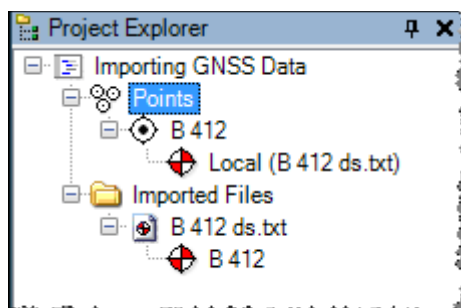 Project Explorer
Importing GNSS Data
Points
B 412
Local (B 412 ds.txt)
Imported Files
B 412 ds.txt
B 412